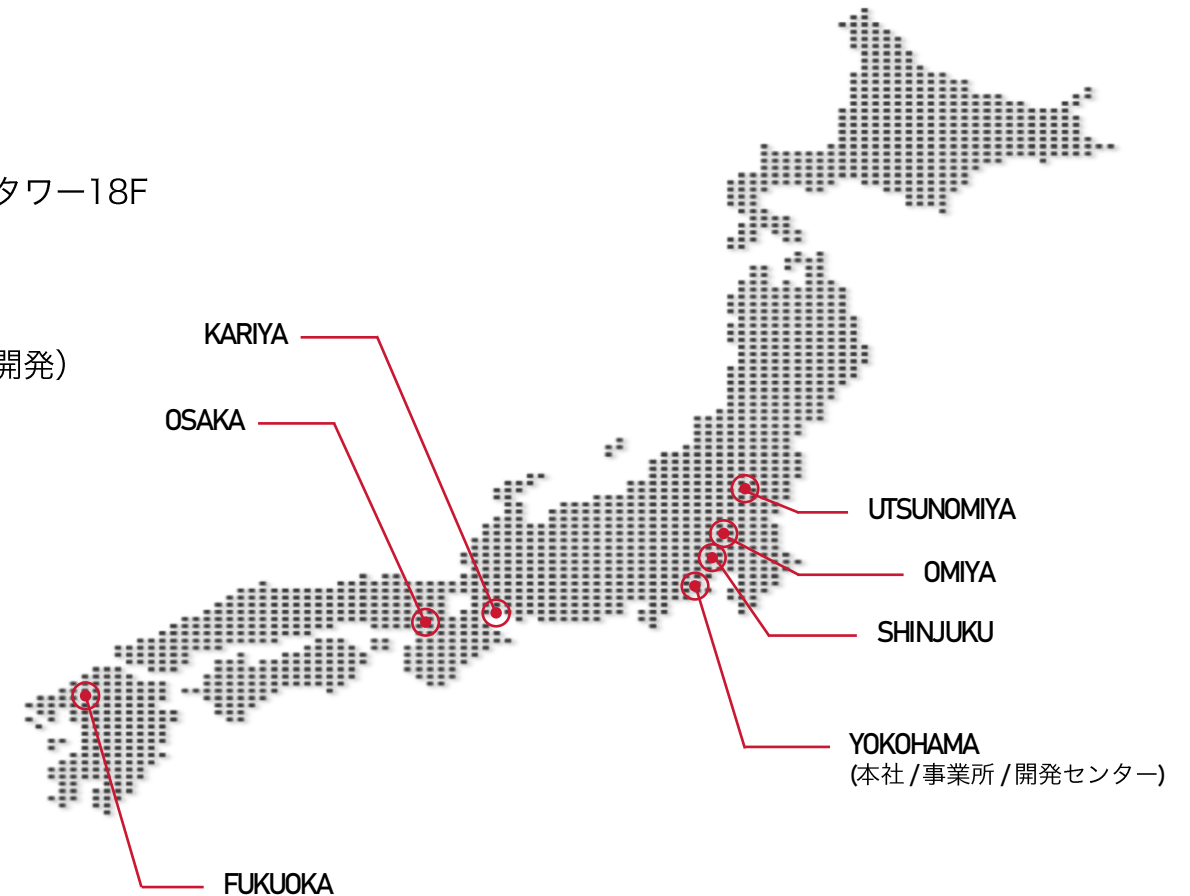 タワー18F
開発）
KARIYA
OSAKA
UTSUNOMIYA
OMIYA
SHINJUKU
YOKOHAMA
(本社 / 事業所 / 開発センター)
FUKUOKA